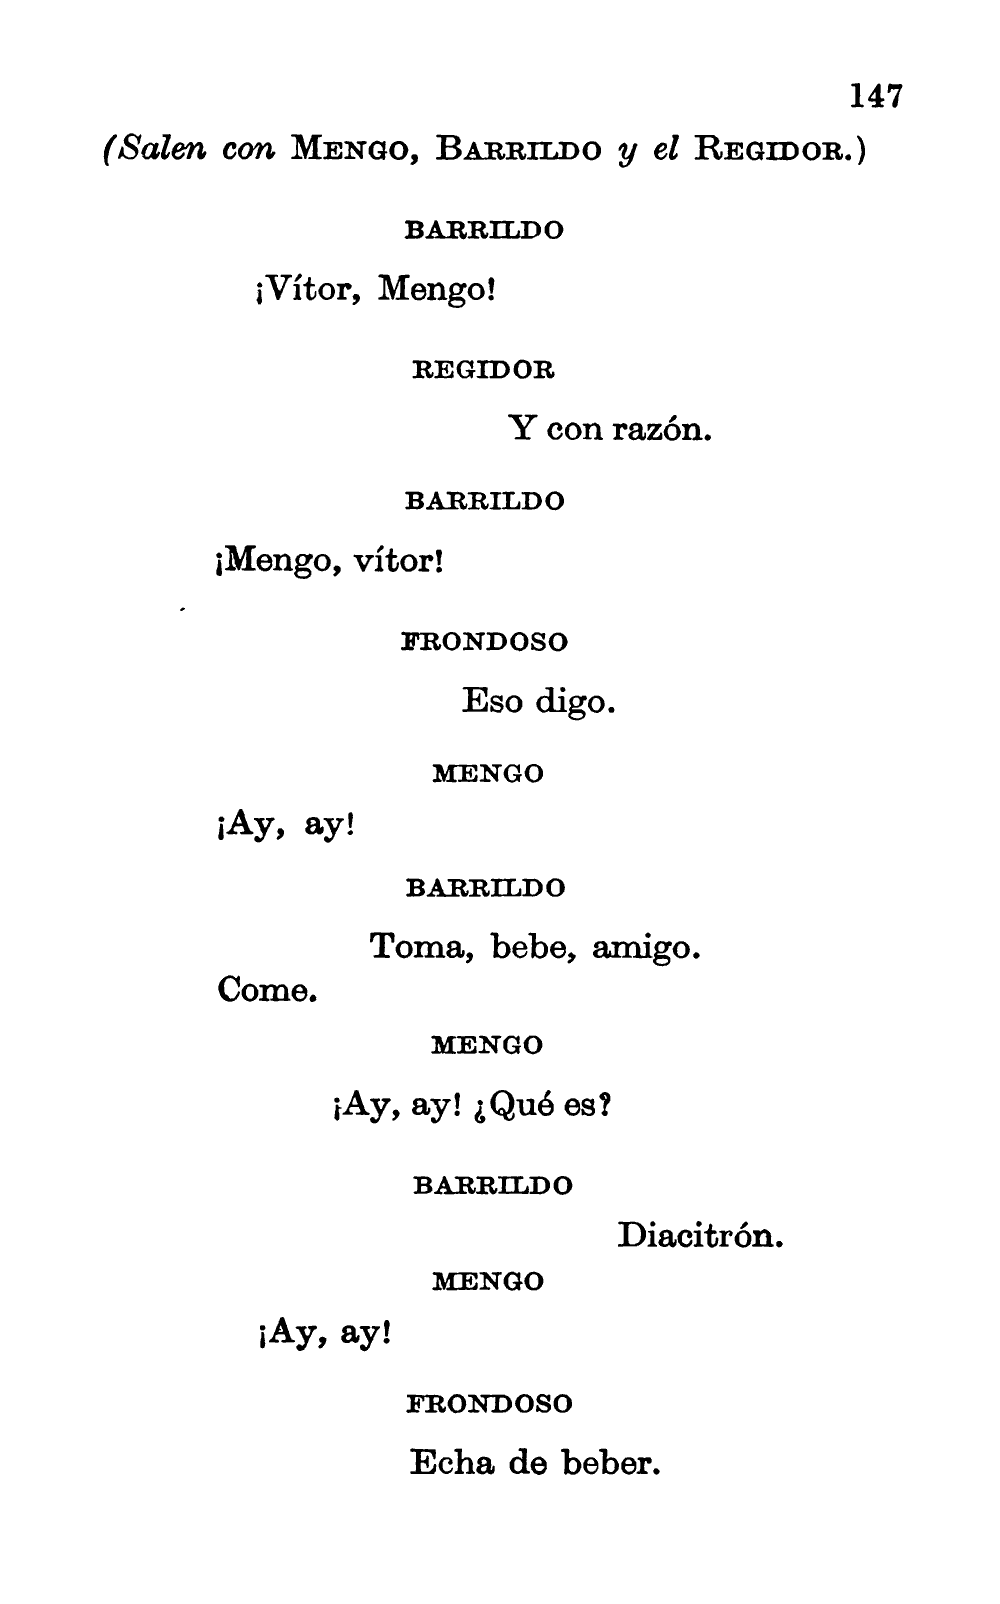 147
(Salen con MENGO, BARRILDO y el REGIDOR.)
BARRILDO
¡Vítor, Mengo!
REGIDOR
Y con razón.
BARRILDO
¡Mengo, vítor!
FRONDOSO
Eso digo.
MENGO
¡Ay, ay!
BARRILDO
Toma, bebe, amigo.
Come.
MENGO
¡Ay, ay! ¿Qué es?
BARRILDO
Diacitrón.
MENGO
¡Ay, ay!
FRONDOSO
Echa de beber.